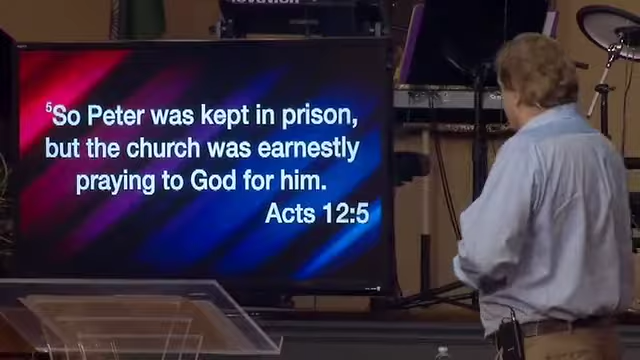 ⁵So Peter was kept in prison,
but the church was earnestly
praying to God for him.
Acts 12:5